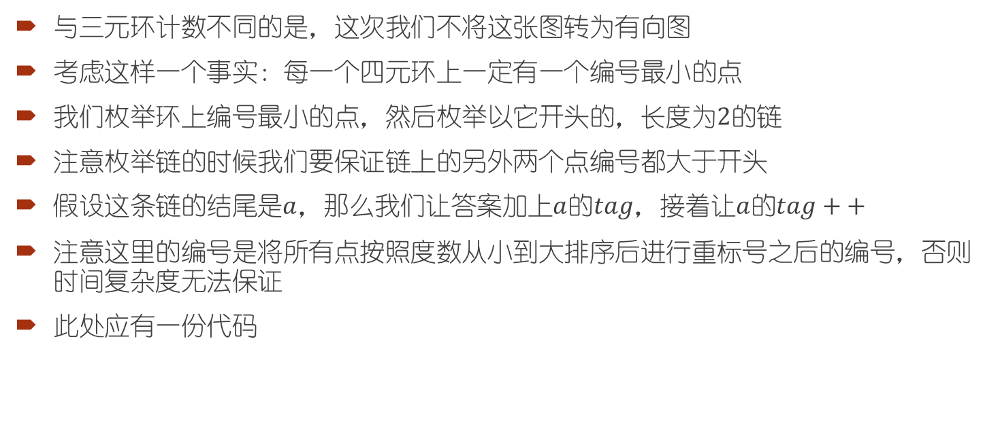 与三元环计数不同的是，这次我们不将这张图转为有向图
考虑这样一个事实：每一个四元环上一定有一个编号最小的点
我们枚举环上编号最小的点，然后枚举以它开头的，长度为2的链
注意枚举链的时候我们要保证链上的另外两个点编号都大于开头
假设这条链的结尾是a，那么我们让答案加上a的tag，接着让a的tag + +
注意这里的编号是将所有点按照度数从小到大排序后进行重标号之后的编号，否则
时间复杂度无法保证
此处应有一份代码